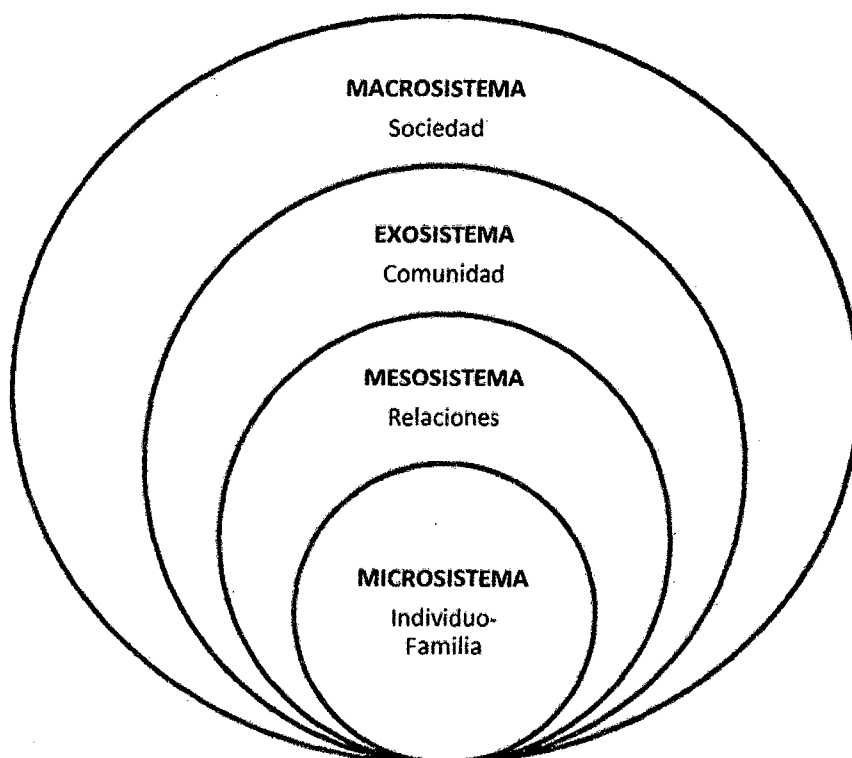 MACROSISTEMA
Sociedad
EXOSISTEMA
Comunidad
MESOSISTEMA
Relaciones
MICROSISTEMA
Individuo-
Familia